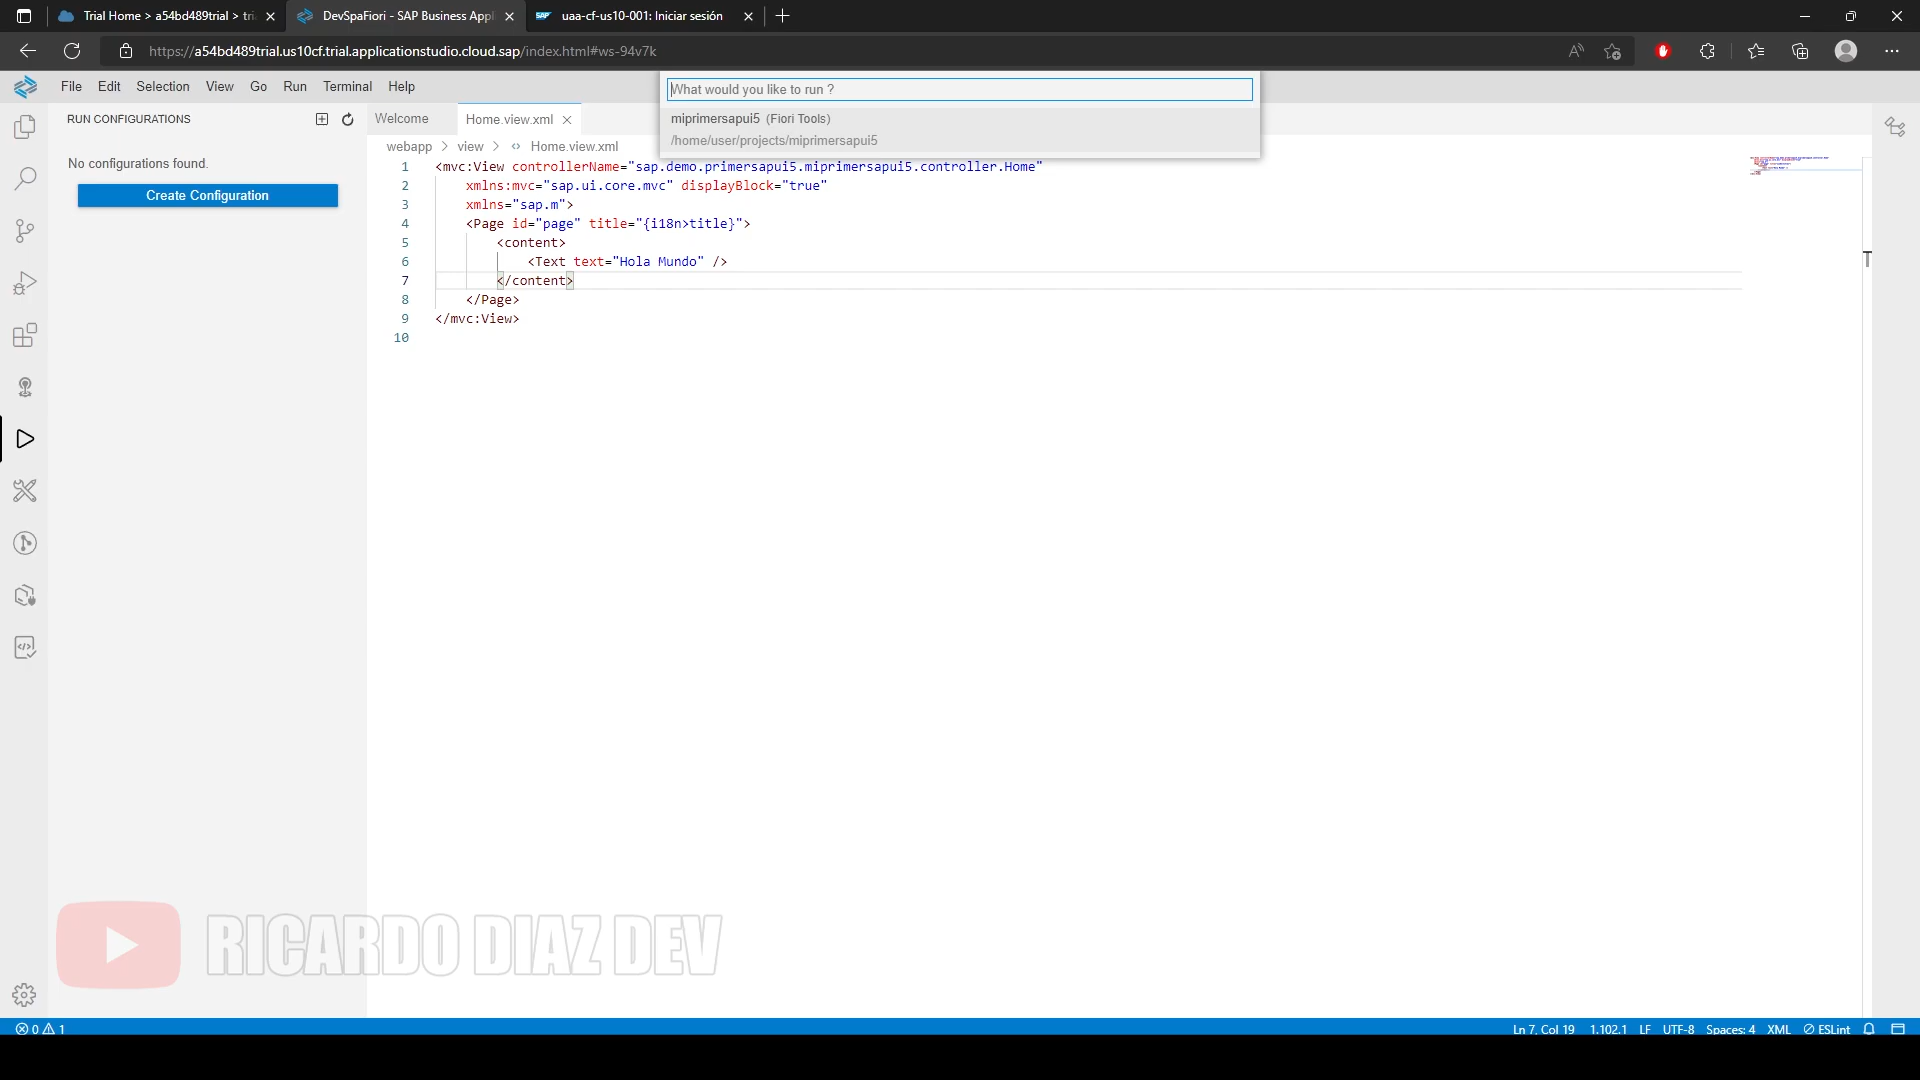 Trial Home > a54bd489trial > tri
DevSpaFiori - SAP Business Appl
SAP
uaa-cf-us10-001: Iniciar sesión
https://a54bd489trial.us10cf.trial.applicationstudio.cloud.sap/index.html#ws-94v7k
File Edit Selection View Go Run Terminal Help
What would you like to run ?
miprimersapui5 (Fiori Tools)
/home/user/projects/miprimersapui5
RUN CONFIGURATIONS
No configurations found.
Create Configuration
Welcome
Home.view.xml
webapp > view > Home.view.xml
1 <mvc:View controllerName="sap.demo.primersapui5.miprimersapui5.controller.Home"
2 xmlns:mvc="sap.ui.core.mvc" displayBlock="true"
3 xmlns="sap.m">
4 <Page id="page" title="{i18n>title}">
5 <content>
6 <Text text="Hola Mundo" />
7 </content>
8 </Page>
9 </mvc:View>
10
RICARDO DIAZ DEV
0 1
Ln 7, Col 19 1.102.1 LF UTF-8 Spaces: 4 XML ESLint